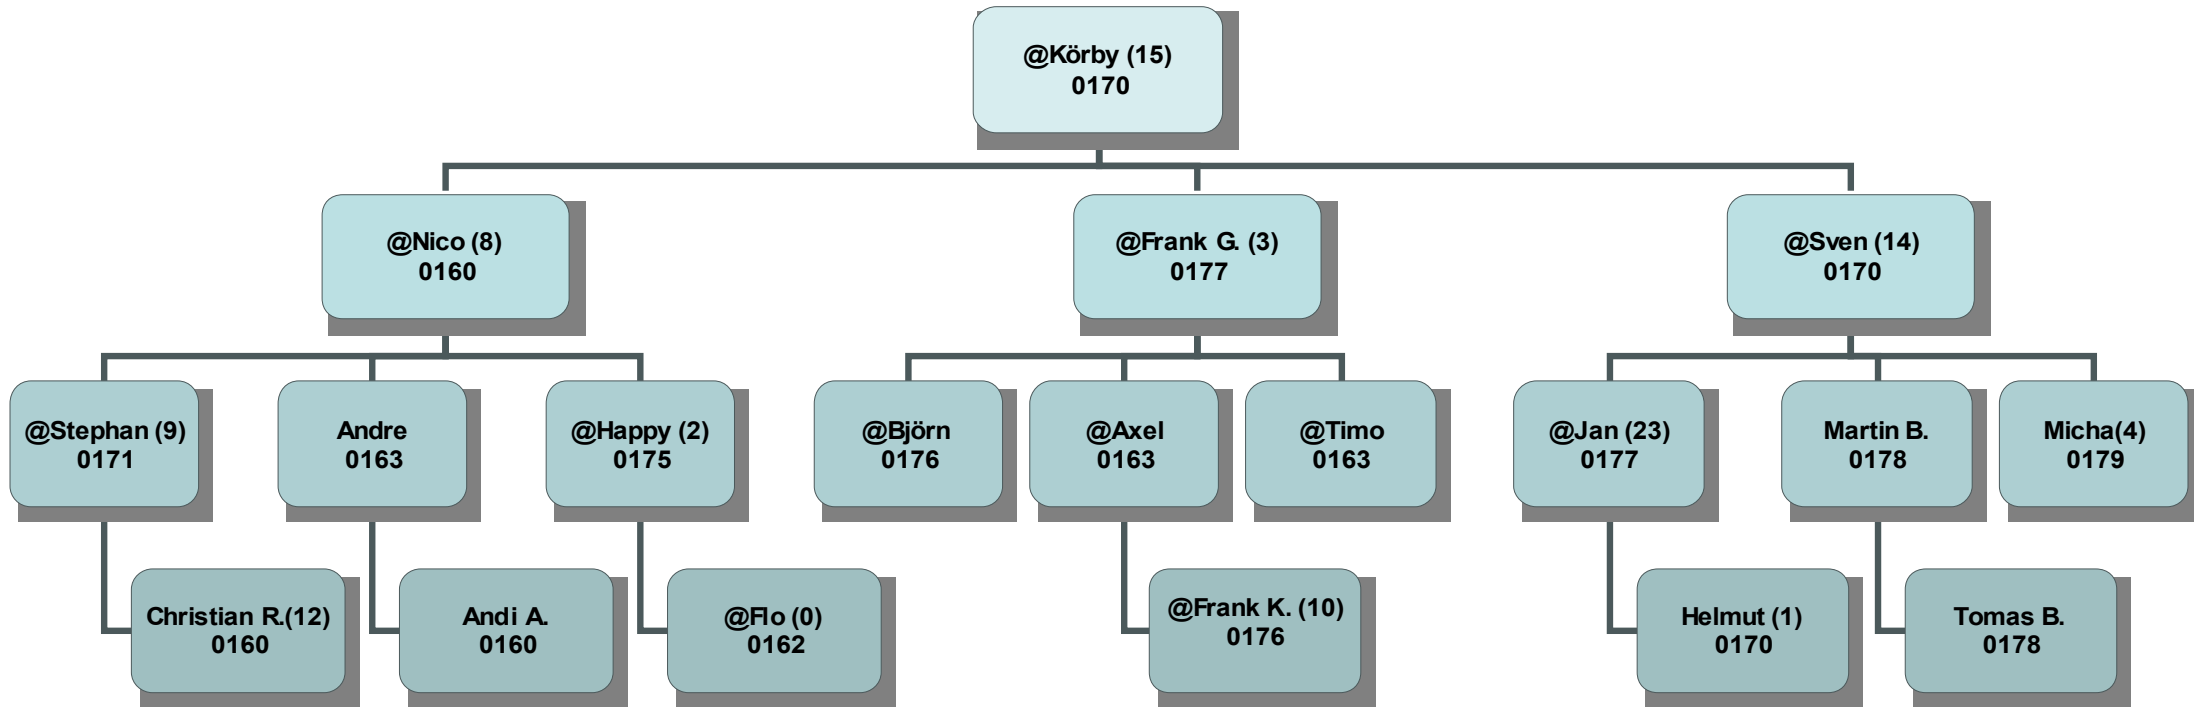 @Körby (15)
0170
@Nico (8)
0160
@Frank G. (3)
0177
@Sven (14)
0170
@Stephan (9)
0171
Andre
0163
@Happy (2)
0175
@Björn
0176
@Axel
0163
@Timo
0163
@Jan (23)
0177
Martin B.
0178
Micha(4)
0179
Christian R.(12)
0160
Andi A.
0160
@Flo (0)
0162
@Frank K. (10)
0176
Helmut (1)
0170
Tomas B.
0178